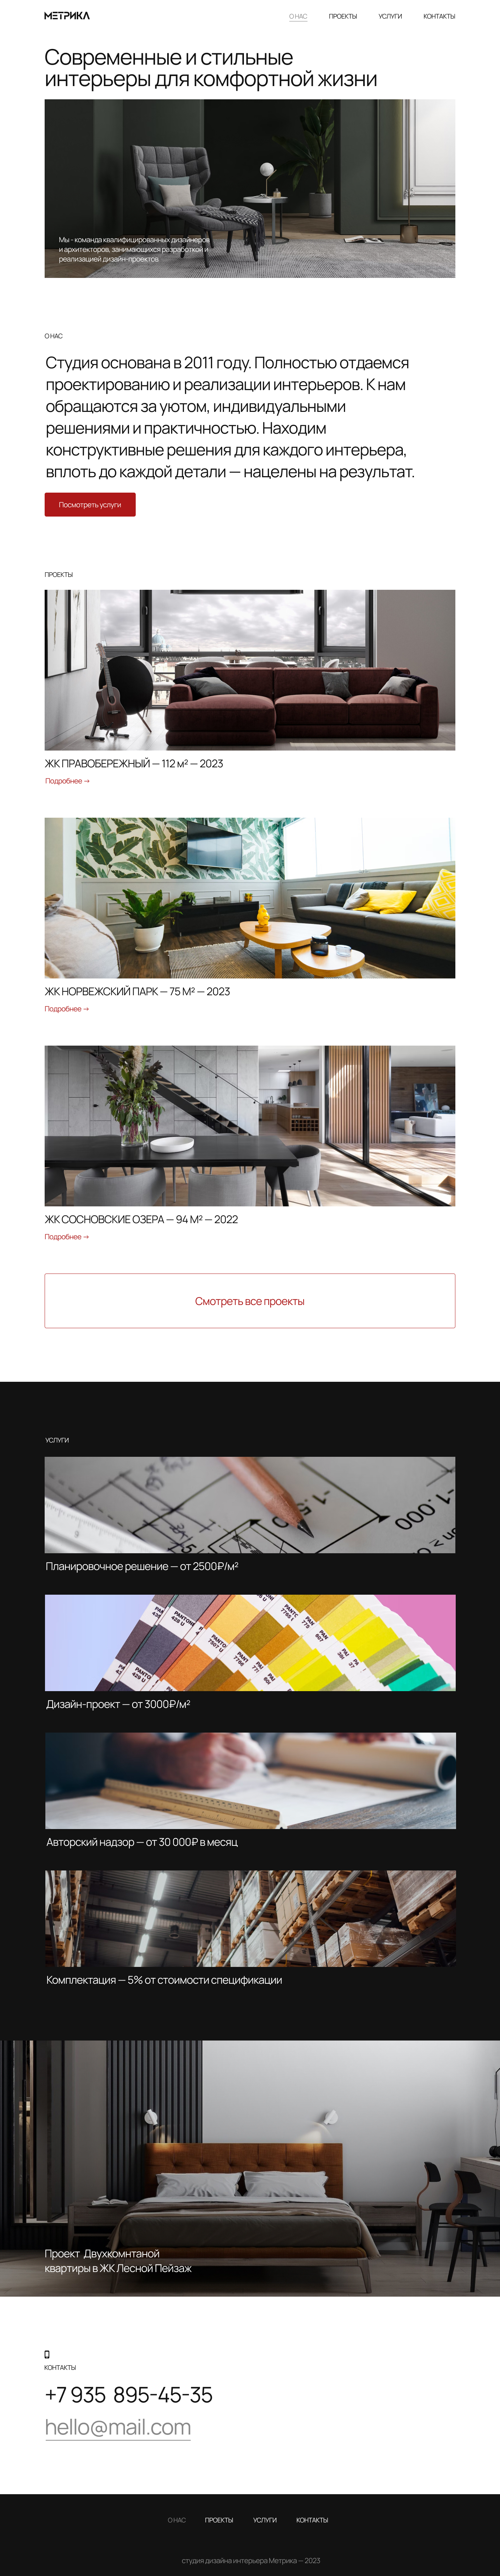 МЕТРИКА
О НАС ПРОЕКТЫ УСЛУГИ КОНТАКТЫ
Современные и стильные
интерьеры для комфортной жизни
Мы - команда квалифицированных дизайнеров
и архитекторов, занимающихся разработкой и
реализацией дизайн-проектов.
О НАС
Студия основана в 2011 году. Полностью отдаемся
проектированию и реализации интерьеров. К нам
обращаются за уютом, индивидуальными
решениями и практичностью. Находим
конструктивные решения для каждого интерьера,
вплоть до каждой детали — нацелены на результат.
Посмотреть услуги
ПРОЕКТЫ
ЖК ПРАВОБЕРЕЖНЫЙ — 112 м² — 2023
Подробнее →
ЖК НОРВЕЖСКИЙ ПАРК — 75 М² — 2023
Подробнее →
ЖК СОСНОВСКИЕ ОЗЕРА — 94 М² — 2022
Подробнее →
Смотреть все проекты
УСЛУГИ
1.000
Планировочное решение — от 2500₽/м²
PANTONE
Дизайн-проект — от 3000₽/м²
Авторский надзор — от 30 000₽ в месяц
Комплектация — 5% от стоимости спецификации
Проект Двухкомнтаной
квартиры в ЖК Лесной Пейзаж
КОНТАКТЫ
+7 935 895-45-35
hello@mail.com
О НАС ПРОЕКТЫ УСЛУГИ КОНТАКТЫ
студия дизайна интерьера Метрика — 2023